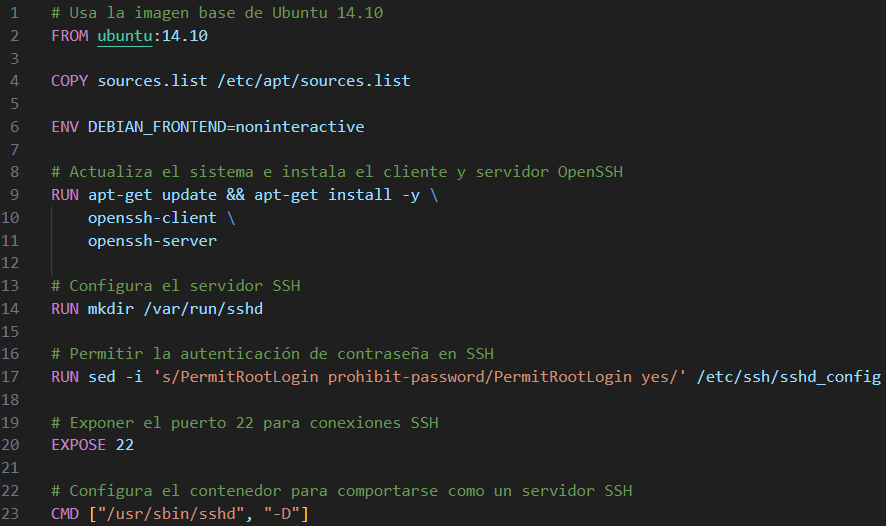 1 # Usa la imagen base de Ubuntu 14.10
2 FROM ubuntu:14.10
3
4 COPY sources.list /etc/apt/sources.list
5
6 ENV DEBIAN_FRONTEND=noninteractive
7
8 # Actualiza el sistema e instala el cliente y servidor OpenSSH
9 RUN apt-get update && apt-get install -y \
10     openssh-client \
11     openssh-server
12
13 # Configura el servidor SSH
14 RUN mkdir /var/run/sshd
15
16 # Permitir la autenticación de contraseña en SSH
17 RUN sed -i 's/PermitRootLogin prohibit-password/PermitRootLogin yes/' /etc/ssh/sshd_config
18
19 # Exponer el puerto 22 para conexiones SSH
20 EXPOSE 22
21
22 # Configura el contenedor para comportarse como un servidor SSH
23 CMD ["/usr/sbin/sshd", "-D"]